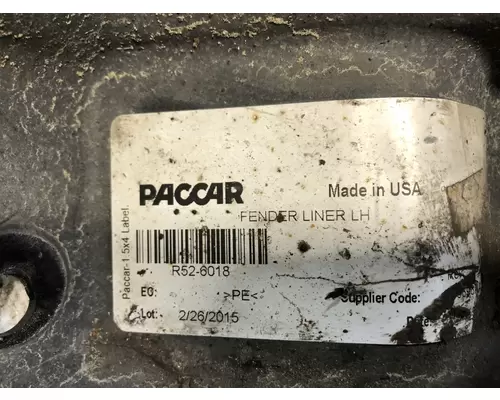 PACCAR
Made in USA
FENDER LINER LH
R52-6018
EC: >PE<
Supplier Code:
Lot: 2/26/2015
Date:
Paccar-1.5x4 Label.